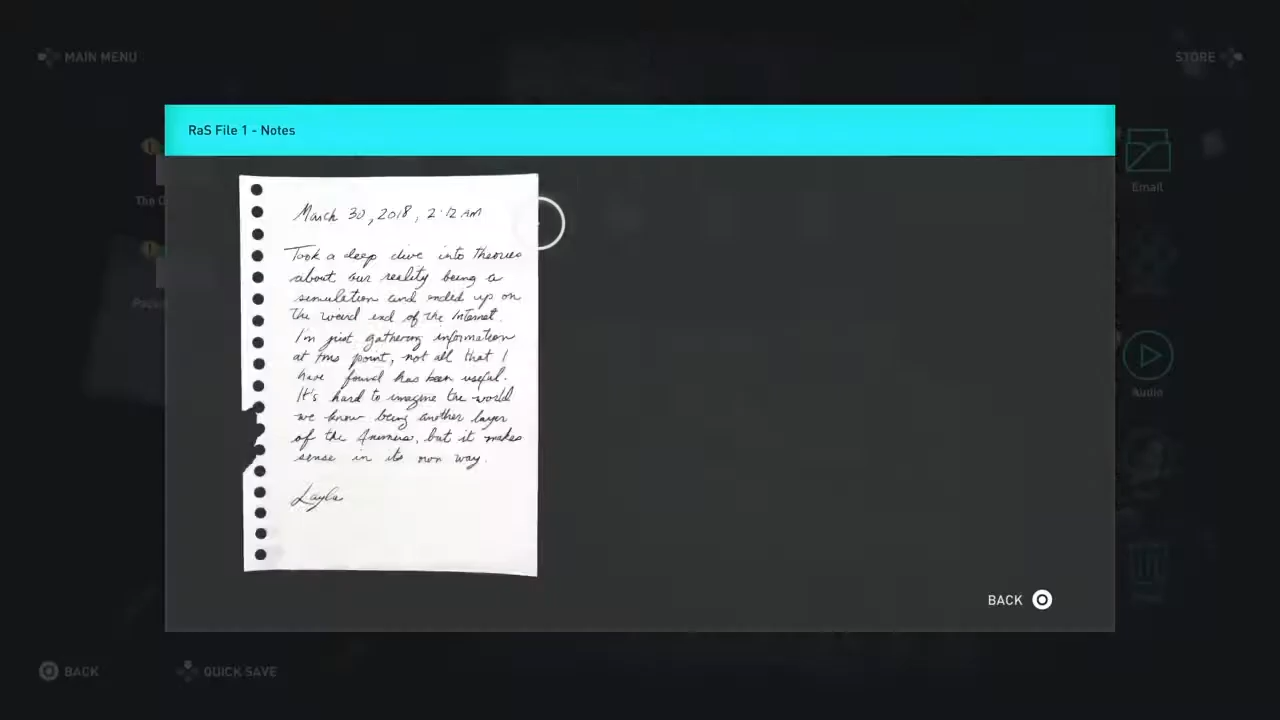 MAIN MENU
STORE
RaS File 1 - Notes
Email
March 30, 2018, 2:12 AM
The
Took a deep dive into theories
about our reality being a
simulation and ended up on
the weird end of the Internet.
I'm just gathering information
at this point, not all that I
have found has been useful.
It's hard to imagine the world
we know being another layer
of the Animus, but it makes
sense in its own way.
Layla
Audio
BACK
BACK
QUICK SAVE